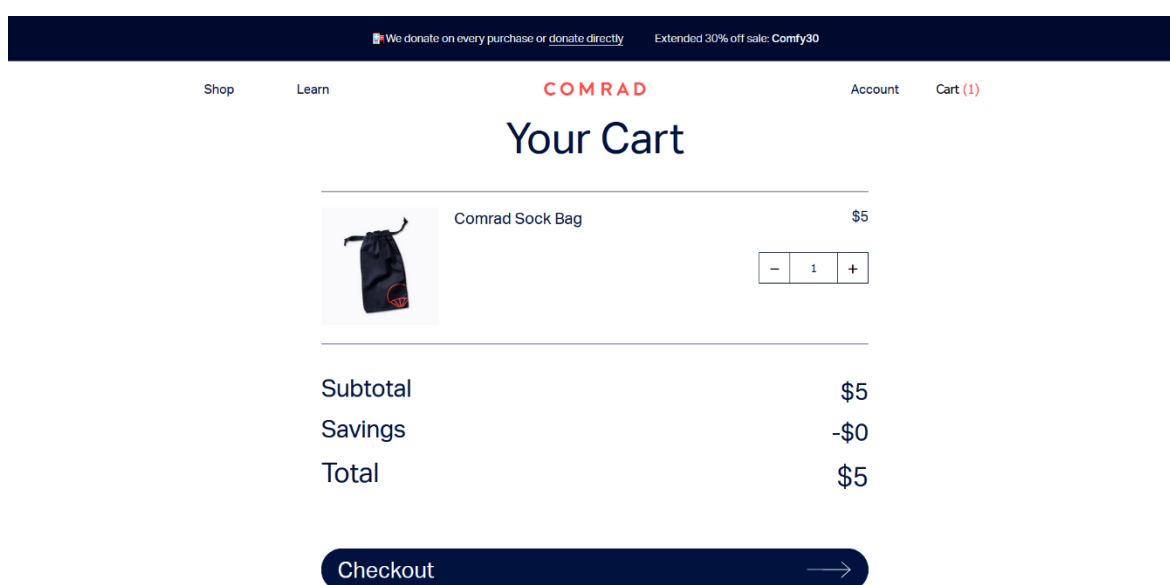 We donate on every purchase or donate directly Extended 30% off sale: Comfy30
Shop Learn COMRAD Account Cart (1)
Your Cart
Comrad Sock Bag $5
− 1 +
Subtotal $5
Savings -$0
Total $5
Checkout